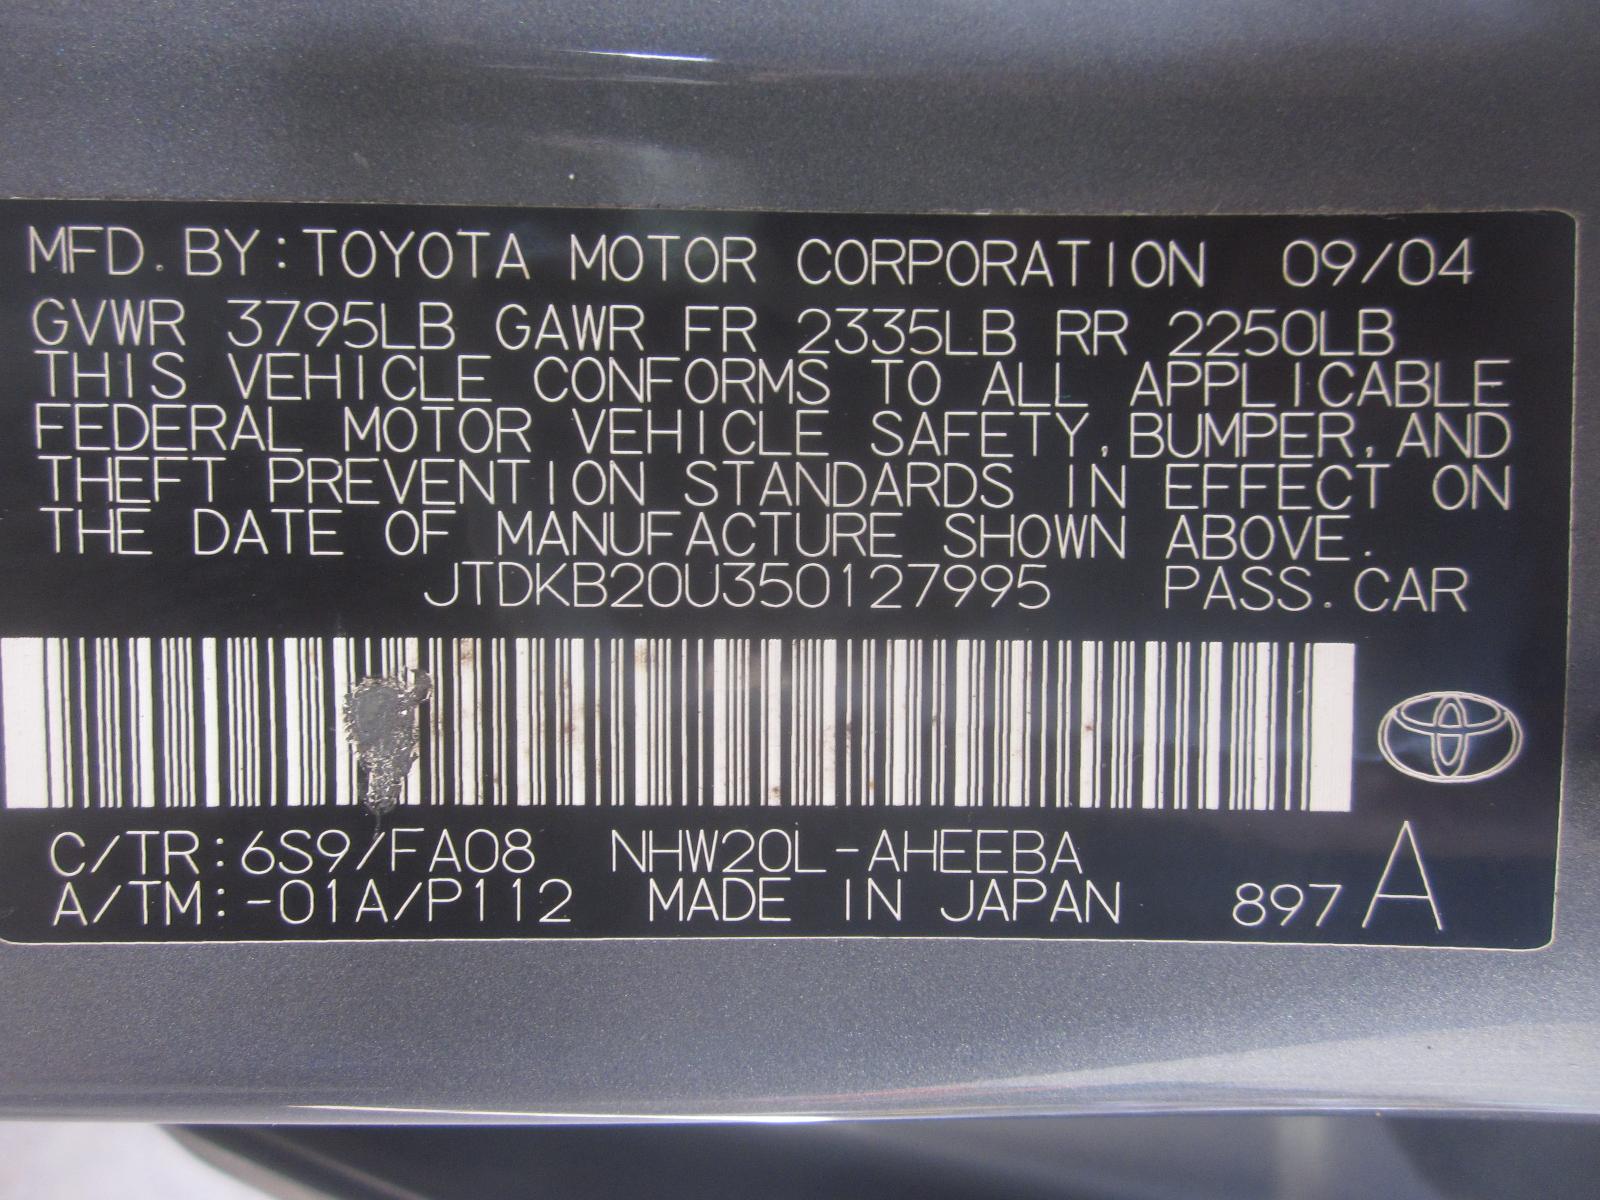 MFD. BY: TOYOTA MOTOR CORPORATION 09/04
GVWR 3795LB GAWR FR 2335LB RR 2250LB
THIS VEHICLE CONFORMS TO ALL APPLICABLE
FEDERAL MOTOR VEHICLE SAFETY, BUMPER, AND
THEFT PREVENTION STANDARDS IN EFFECT ON
THE DATE OF MANUFACTURE SHOWN ABOVE.
JTDKB20U350127995 PASS. CAR
C/TR: 6S9/FA08 NHW20L-AHEEBA
A/TM: -01A/P112 MADE IN JAPAN 897 A